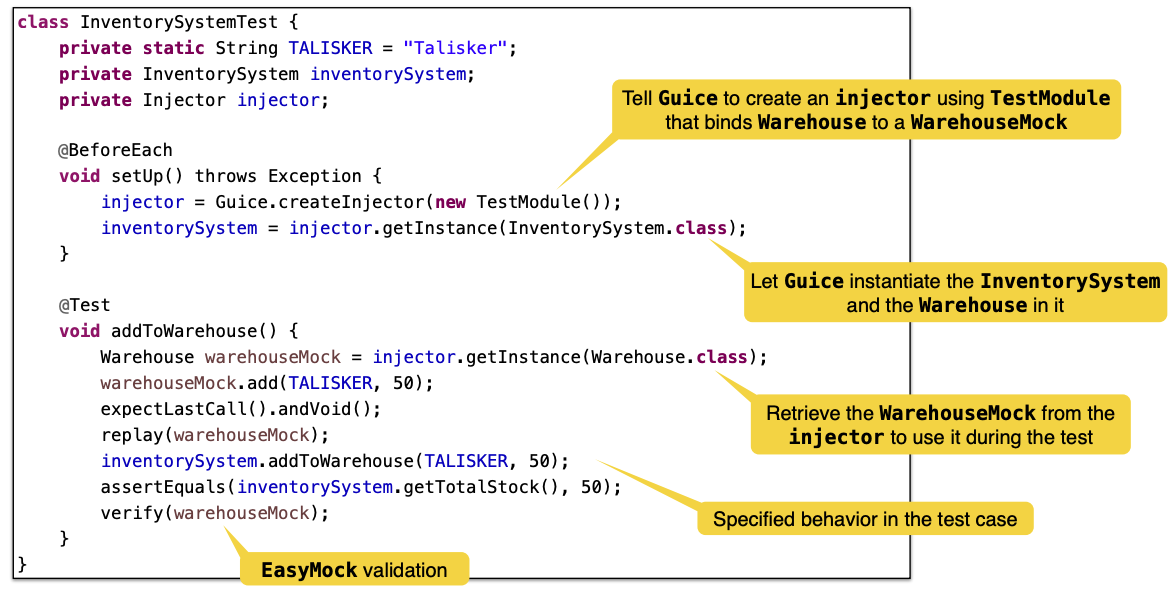 class InventorySystemTest {
private static String TALISKER = "Talisker";
private InventorySystem inventorySystem;
private Injector injector;
Tell Guice to create an injector using TestModule
that binds Warehouse to a WarehouseMock
@BeforeEach
void setUp() throws Exception {
injector = Guice.createInjector(new TestModule());
inventorySystem = injector.getInstance(InventorySystem.class);
}
Let Guice instantiate the InventorySystem
and the Warehouse in it
@Test
void addToWarehouse() {
Warehouse warehouseMock = injector.getInstance(Warehouse.class);
warehouseMock.add(TALISKER, 50);
expectLastCall().andVoid();
Retrieve the WarehouseMock from the
injector to use it during the test
replay(warehouseMock);
inventorySystem.addToWarehouse(TALISKER, 50);
assertEquals(inventorySystem.getTotalStock(), 50);
verify(warehouseMock);
Specified behavior in the test case
}
}
EasyMock validation